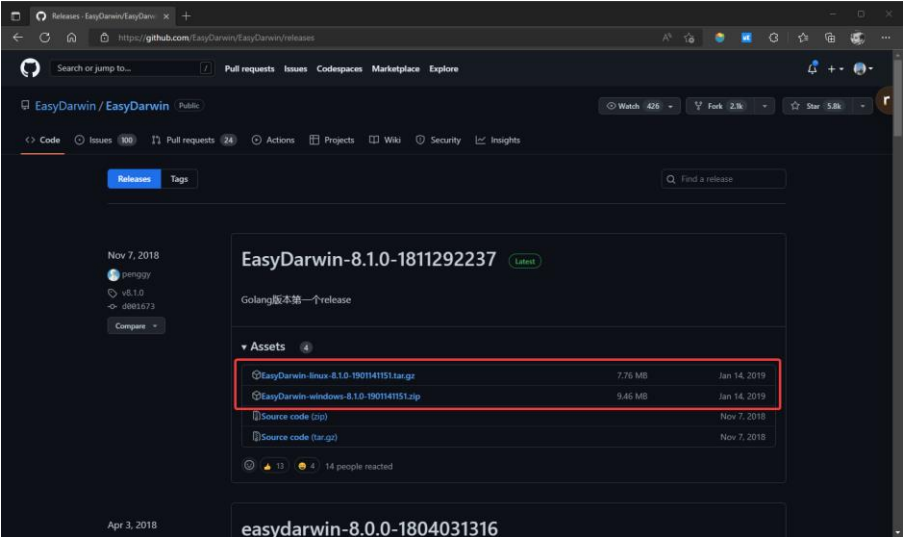 Releases · EasyDarwin/EasyDarwi
https://github.com/EasyDarwin/EasyDarwin/releases
Search or jump to... /
Pull requests Issues Codespaces Marketplace Explore
EasyDarwin / EasyDarwin Public
Watch 426 Fork 2.1k Star 5.8k
Code Issues 100 Pull requests 24 Actions Projects Wiki Security Insights
Releases Tags
Find a release
Nov 7, 2018
penggy
v8.1.0
d001673
Compare
EasyDarwin-8.1.0-1811292237 Latest
Golang版本第一个release
Assets 4
EasyDarwin-linux-8.1.0-1901141151.tar.gz 7.76 MB Jan 14, 2019
EasyDarwin-windows-8.1.0-1901141151.zip 9.46 MB Jan 14, 2019
Source code (zip) Nov 7, 2018
Source code (tar.gz) Nov 7, 2018
13 4 14 people reacted
Apr 3, 2018
easydarwin-8.0.0-1804031316